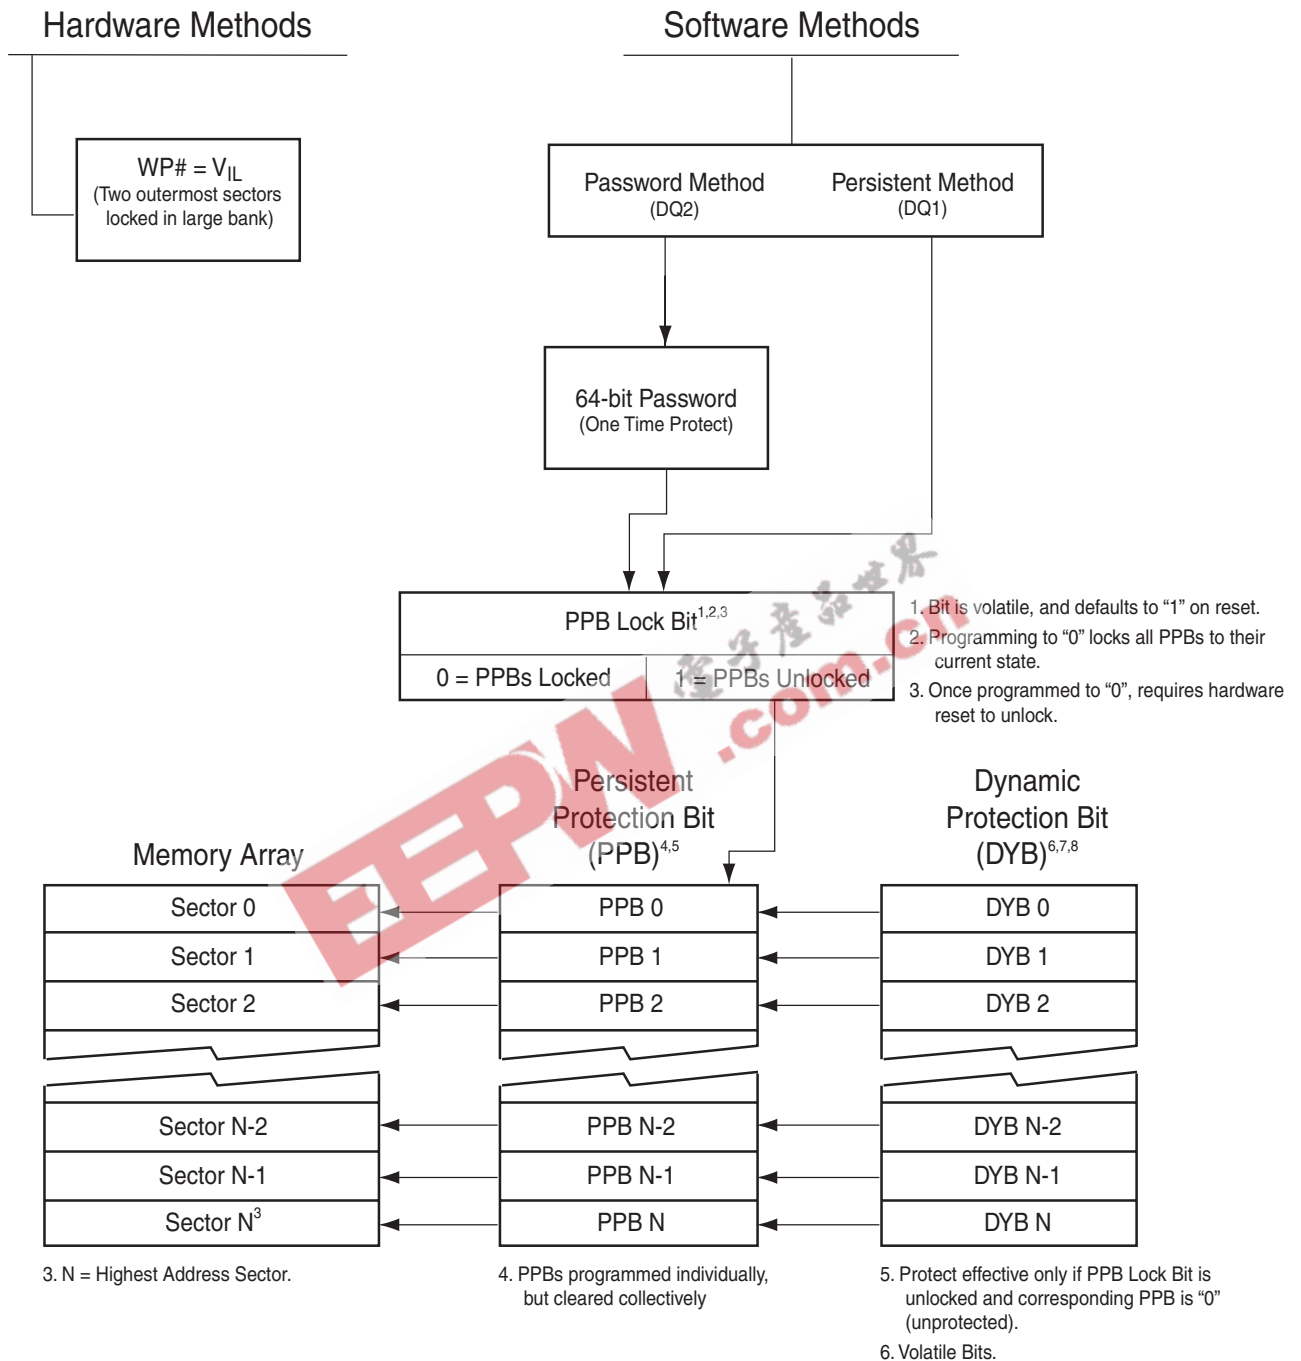 Hardware Methods
Software Methods
WP# = VIL
(Two outermost sectors
locked in large bank)
Password Method
(DQ2)
Persistent Method
(DQ1)
64-bit Password
(One Time Protect)
PPB Lock Bit1,2,3
0 = PPBs Locked
1 = PPBs Unlocked
1. Bit is volatile, and defaults to “1” on reset.
2. Programming to “0” locks all PPBs to their
current state.
3. Once programmed to “0”, requires hardware
reset to unlock.
電子產品世界
EEPW.com.cn
Memory Array
Persistent
Protection Bit
(PPB)4,5
Dynamic
Protection Bit
(DYB)6,7,8
Sector 0
PPB 0
DYB 0
Sector 1
PPB 1
DYB 1
Sector 2
PPB 2
DYB 2
Sector N-2
PPB N-2
DYB N-2
Sector N-1
PPB N-1
DYB N-1
Sector N3
PPB N
DYB N
3. N = Highest Address Sector.
4. PPBs programmed individually,
but cleared collectively
5. Protect effective only if PPB Lock Bit is
unlocked and corresponding PPB is “0”
(unprotected).
6. Volatile Bits.